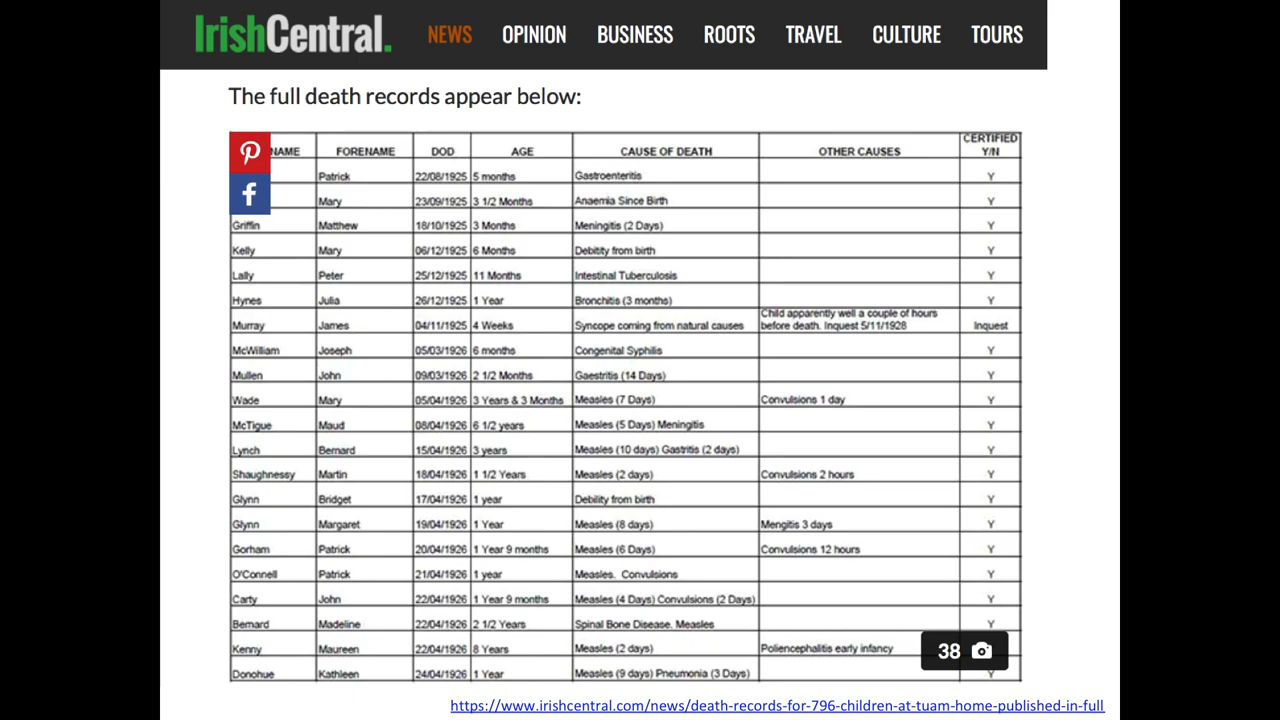 IrishCentral. NEWS OPINION BUSINESS ROOTS TRAVEL CULTURE TOURS
The full death records appear below:
NAME FORENAME DOD AGE CAUSE OF DEATH OTHER CAUSES CERTIFIED Y/N
Patrick 22/08/1925 5 months Gastroenteritis Y
Mary 23/09/1925 3 1/2 Months Anaemia Since Birth Y
Griffin Matthew 18/10/1925 3 Months Meningitis (2 Days) Y
Kelly Mary 06/12/1925 6 Months Debitity from birth Y
Lally Peter 25/12/1925 11 Months Intestinal Tuberculosis Y
Hynes Julia 26/12/1925 1 Year Bronchitis (3 months) Y
Murray James 04/11/1925 4 Weeks Syncope coming from natural causes Child apparently well a couple of hours before death. Inquest 5/11/1928 Inquest
McWilliam Joseph 05/03/1926 6 months Congenital Syphilis Y
Mullen John 09/03/1926 2 1/2 Months Gaestritis (14 Days) Y
Wade Mary 05/04/1926 3 Years & 3 Months Measles (7 Days) Convulsions 1 day Y
McTigue Maud 08/04/1926 6 1/2 years Measles (5 Days) Meningitis Y
Lynch Bernard 15/04/1926 3 years Measles (10 days) Gastritis (2 days) Y
Shaughnessy Martin 18/04/1926 1 1/2 Years Measles (2 days) Convulsions 2 hours Y
Glynn Bridget 17/04/1926 1 year Debility from birth Y
Glynn Margaret 19/04/1926 1 Year Measles (8 days) Mengitis 3 days Y
Gorham Patrick 20/04/1926 1 Year 9 months Measles (6 Days) Convulsions 12 hours Y
O'Connell Patrick 21/04/1926 1 year Measles. Convulsions Y
Carty John 22/04/1926 1 Year 9 months Measles (4 Days) Convulsions (2 Days) Y
Bernard Madeline 22/04/1926 2 1/2 Years Spinal Bone Disease. Measles Y
Kenny Maureen 22/04/1926 8 Years Measles (2 days) Poliencephalitis early infancy
38
Donohue Kathleen 24/04/1926 1 Year Measles (9 days) Pneumonia (3 Days) Y
https://www.irishcentral.com/news/death-records-for-796-children-at-tuam-home-published-in-full